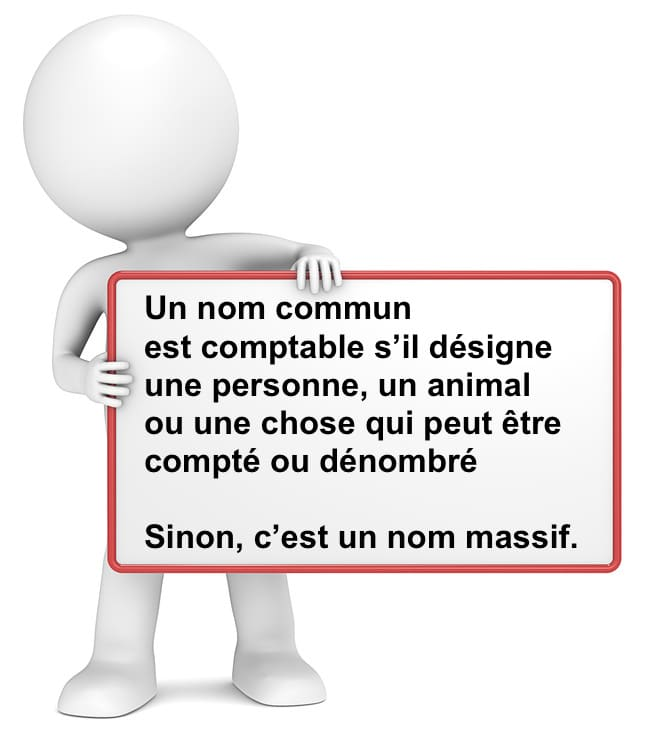 Un nom commun
est comptable s’il désigne
une personne, un animal
ou une chose qui peut être
compté ou dénombré
Sinon, c’est un nom massif.